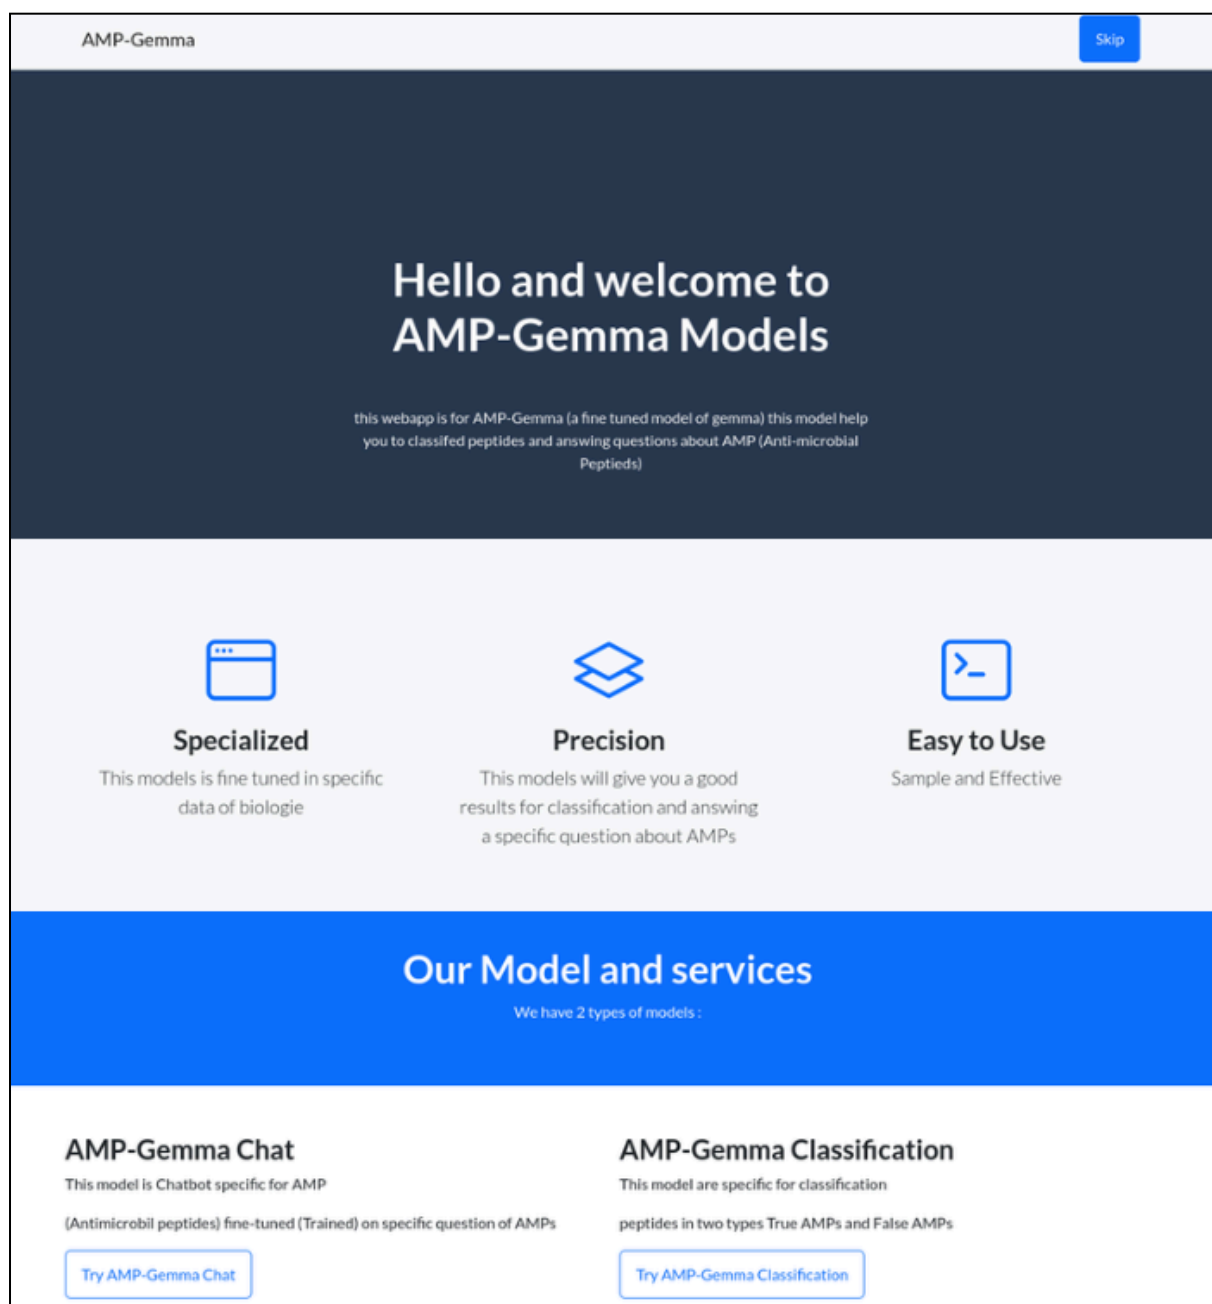 AMP-Gemma
Skip
Hello and welcome to
AMP-Gemma Models
this webapp is for AMP-Gemma (a fine tuned model of gemma) this model help
you to classifed peptides and answing questions about AMP (Anti-microbial
Peptieds)
Specialized
This models is fine tuned in specific
data of biologie
Precision
This models will give you a good
results for classification and answing
a specific question about AMPs
Easy to Use
Sample and Effective
Our Model and services
We have 2 types of models :
AMP-Gemma Chat
This model is Chatbot specific for AMP
(Antimicrobil peptides) fine-tuned (Trained) on specific question of AMPs
Try AMP-Gemma Chat
AMP-Gemma Classification
This model are specific for classification
peptides in two types True AMPs and False AMPs
Try AMP-Gemma Classification